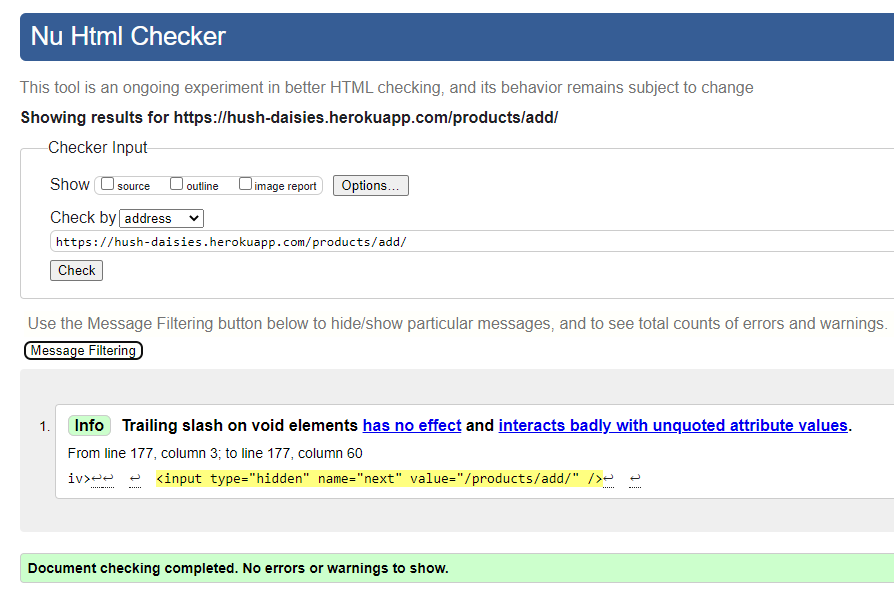 Nu Html Checker
This tool is an ongoing experiment in better HTML checking, and its behavior remains subject to change
Showing results for https://hush-daisies.herokuapp.com/products/add/
Checker Input
Show source outline image report Options...
Check by address
https://hush-daisies.herokuapp.com/products/add/
Check
Use the Message Filtering button below to hide/show particular messages, and to see total counts of errors and warnings.
Message Filtering
1. Info Trailing slash on void elements has no effect and interacts badly with unquoted attribute values.
From line 177, column 3; to line 177, column 60
iv>↩↩ ↩ <input type="hidden" name="next" value="/products/add/" />↩ ↩
Document checking completed. No errors or warnings to show.